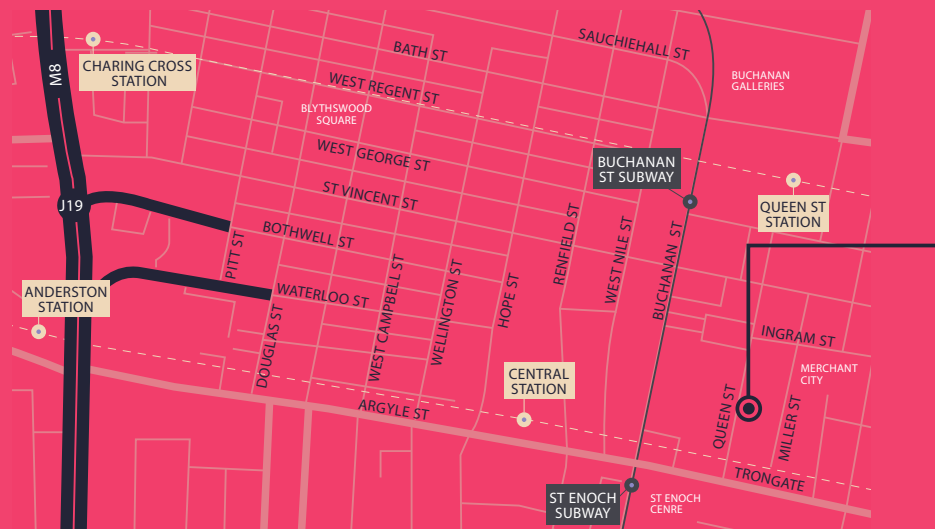 SAUCHIEHALL ST
BATH ST
M8
CHARING CROSS
STATION
WEST REGENT ST
BUCHANAN
GALLERIES
BLYTHSWOOD
SQUARE
WEST GEORGE ST
BUCHANAN
ST SUBWAY
ST VINCENT ST
J19
QUEEN ST
STATION
BOTHWELL ST
PITT ST
RENFIELD ST
WEST NILE ST
BUCHANAN ST
ANDERSTON
STATION
WATERLOO ST
DOUGLAS ST
WEST CAMPBELL ST
WELLINGTON ST
HOPE ST
INGRAM ST
MERCHANT
CITY
CENTRAL
STATION
ARGYLE ST
QUEEN ST
MILLER ST
TRONGATE
ST ENOCH
SUBWAY
ST ENOCH
CENRE